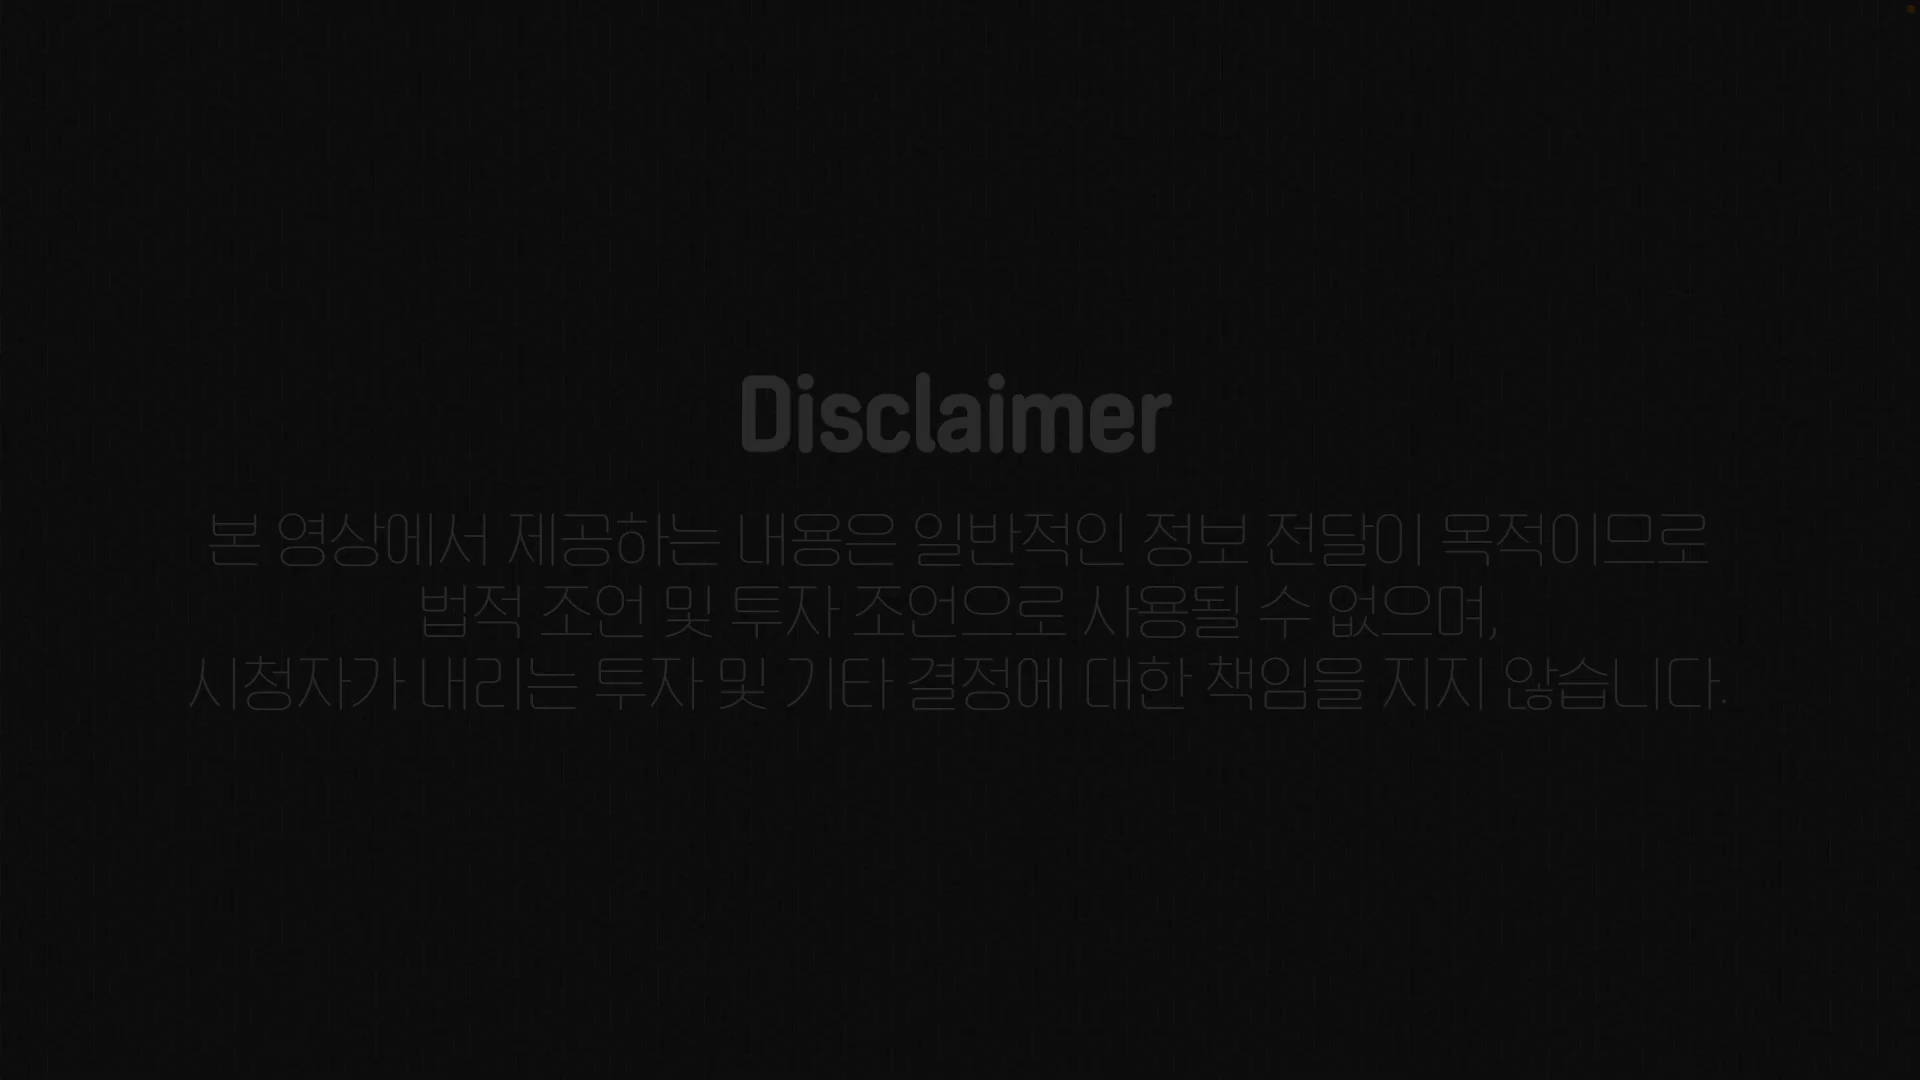 Disclaimer
본 영상에서 제공하는 내용은 일반적인 정보 전달이 목적이므로
법적 조언 및 투자 조언으로 사용될 수 없으며,
시청자가 내리는 투자 및 기타 결정에 대한 책임을 지지 않습니다.